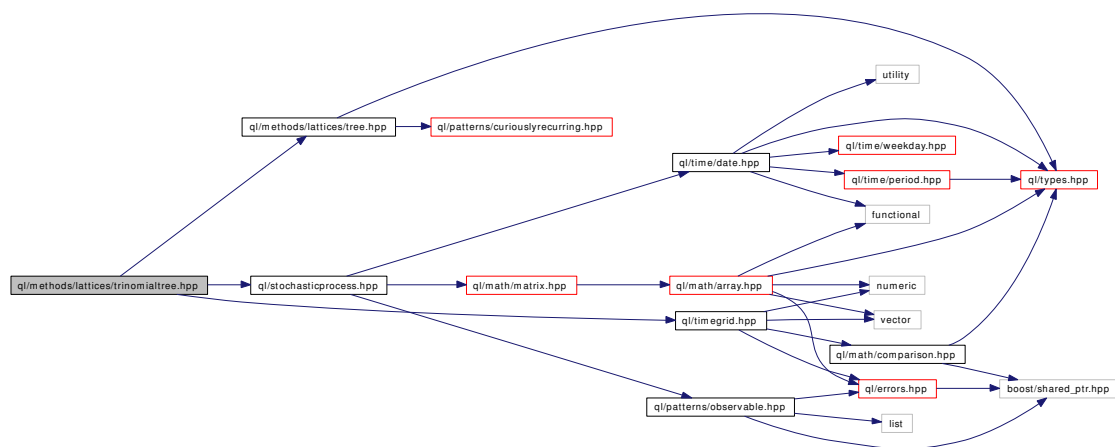 utility
ql/methods/lattices/tree.hpp
ql/patterns/curiouslyrecurring.hpp
ql/time/weekday.hpp
ql/time/date.hpp
ql/time/period.hpp
ql/types.hpp
functional
ql/methods/lattices/trinomialtree.hpp
ql/stochasticprocess.hpp
ql/math/matrix.hpp
ql/math/array.hpp
numeric
ql/timegrid.hpp
vector
ql/math/comparison.hpp
ql/errors.hpp
boost/shared_ptr.hpp
ql/patterns/observable.hpp
list